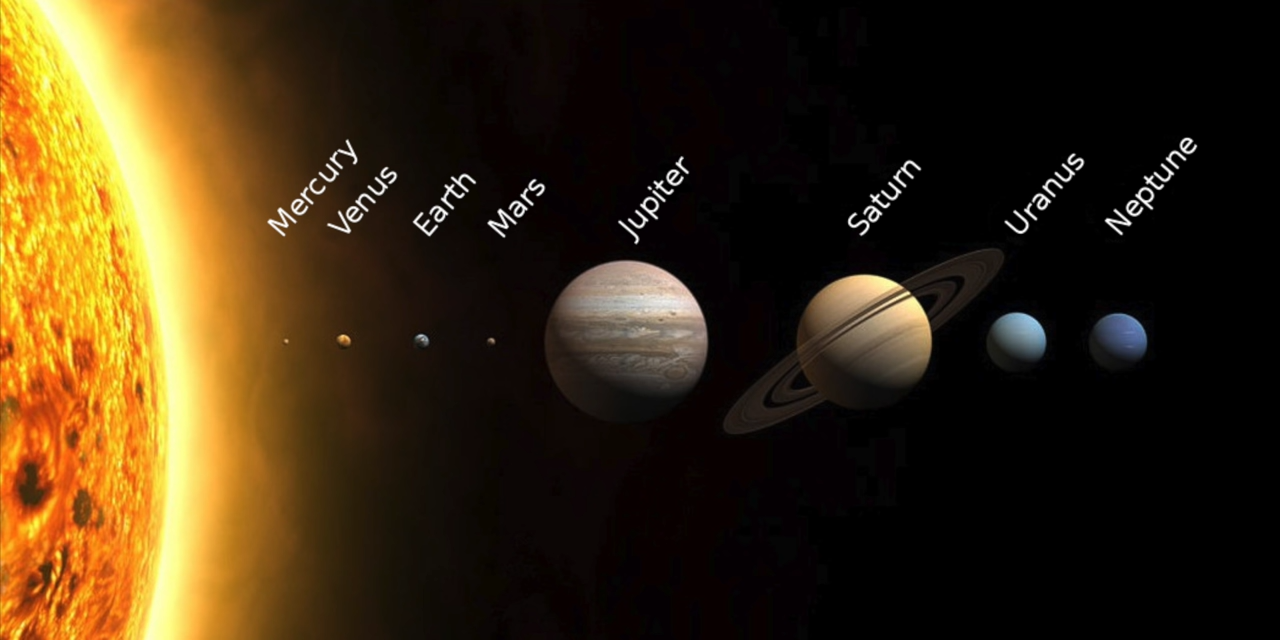 Mercury
Venus
Earth
Mars
Jupiter
Saturn
Uranus
Neptune